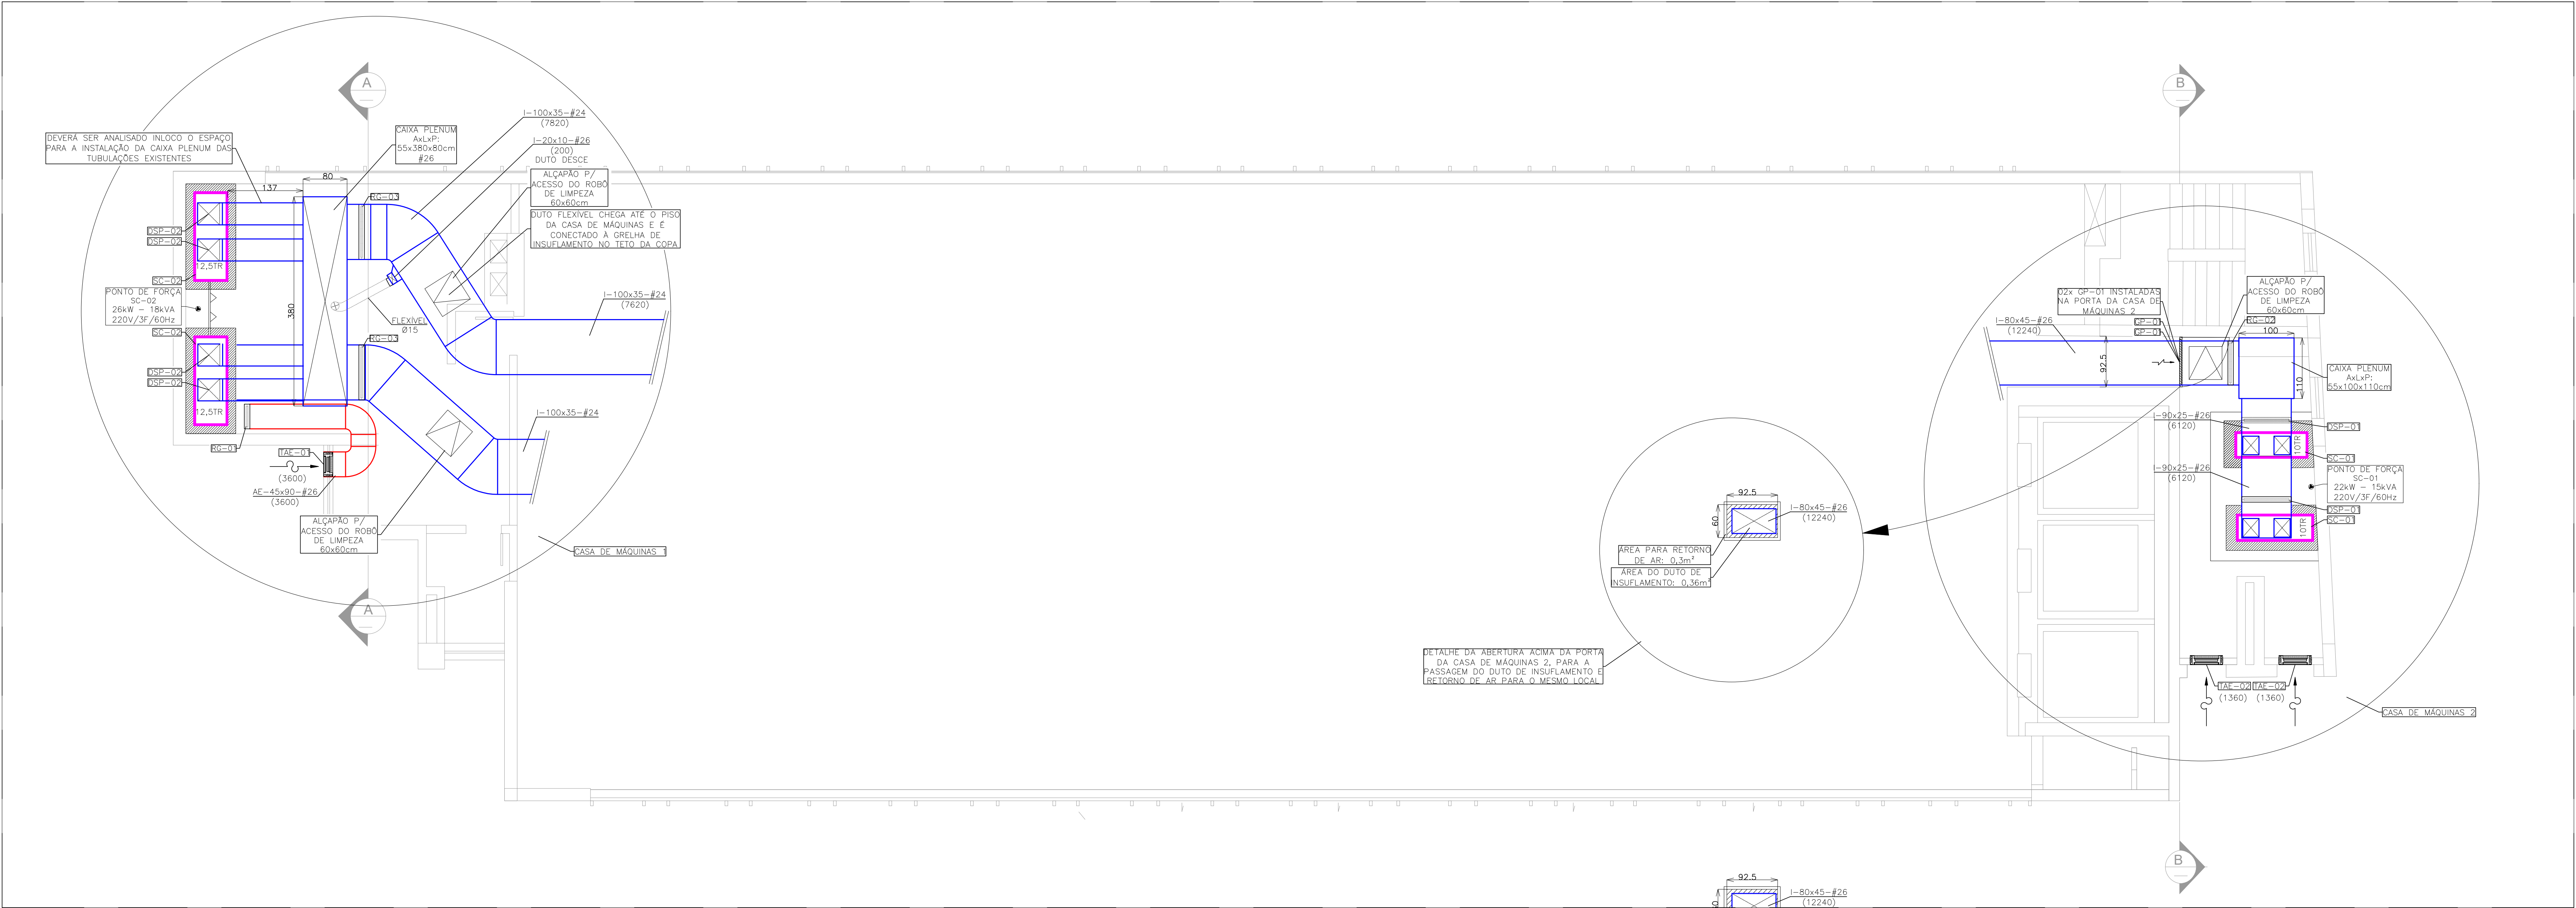 A
DEVERÁ SER ANALISADO INLOCO O ESPAÇO
PARA A INSTALAÇÃO DA CAIXA PLENUM DAS
TUBULAÇÕES EXISTENTES
CAIXA PLENUM
AxLxP:
55x380x80cm
#26
I-100x35-#24
(7820)
I-20x10-#26
(200)
DUTO DESCE
ALÇAPÃO P/
ACESSO DO ROBÔ
DE LIMPEZA
60x60cm
DUTO FLEXÍVEL CHEGA ATÉ O PISO
DA CASA DE MÁQUINAS E É
CONECTADO À GRELHA DE
INSUFLAMENTO NO TETO DA COPA
137
80
380
RG-03
DSP-02
DSP-02
12,5TR
SC-02
PONTO DE FORÇA
SC-02
26kW - 18kVA
220V/3F/60Hz
SC-02
DSP-02
DSP-02
12,5TR
FLEXIVEL
Ø15
RG-03
I-100x35-#24
(7620)
I-100x35-#24
RG-01
TAE-01
(3600)
AE-45x90-#26
(3600)
ALÇAPÃO P/
ACESSO DO ROBÔ
DE LIMPEZA
60x60cm
CASA DE MÁQUINAS 1
A
92.5
60
I-80x45-#26
(12240)
ÁREA PARA RETORNO
DE AR: 0,3m²
ÁREA DO DUTO DE
INSUFLAMENTO: 0,36m²
DETALHE DA ABERTURA ACIMA DA PORTA
DA CASA DE MÁQUINAS 2, PARA A
PASSAGEM DO DUTO DE INSUFLAMENTO E
RETORNO DE AR PARA O MESMO LOCAL
B
02x GP-01 INSTALADAS
NA PORTA DA CASA DE
MÁQUINAS 2
GP-01
GP-01
ALÇAPÃO P/
ACESSO DO ROBÔ
DE LIMPEZA
60x60cm
RG-02
I-80x45-#26
(12240)
92.5
100
110
CAIXA PLENUM
AxLxP:
55x100x110cm
I-90x25-#26
(6120)
DSP-01
10TR
SC-01
I-90x25-#26
(6120)
PONTO DE FORÇA
SC-01
22kW - 15kVA
220V/3F/60Hz
DSP-01
SC-01
10TR
TAE-02
(1360)
TAE-02
(1360)
CASA DE MÁQUINAS 2
B
92.5
I-80x45-#26
(12240)